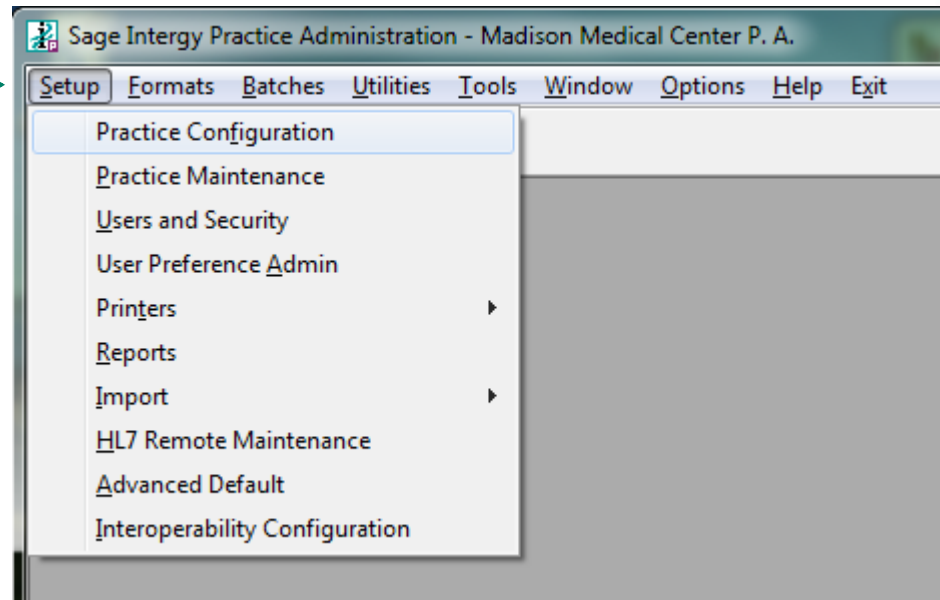 Sage Intergy Practice Administration - Madison Medical Center P. A.
Setup Formats Batches Utilities Tools Window Options Help Exit
Practice Configuration
Practice Maintenance
Users and Security
User Preference Admin
Printers
Reports
Import
HL7 Remote Maintenance
Advanced Default
Interoperability Configuration